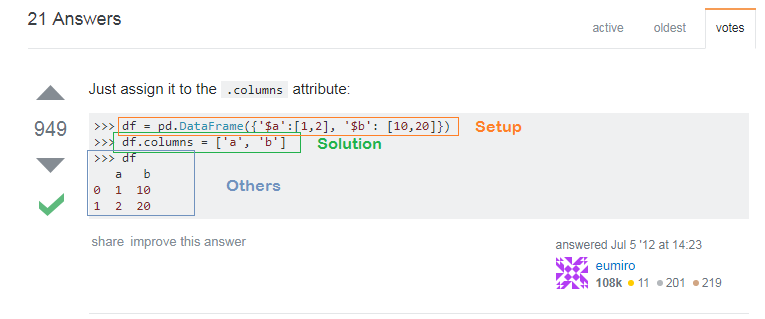 21 Answers
active oldest votes
Just assign it to the .columns attribute:
949
>>> df = pd.DataFrame({'$a':[1,2], '$b': [10,20]}) Setup
>>> df.columns = ['a', 'b'] Solution
>>> df
a b
0 1 10
1 2 20
Others
share improve this answer
answered Jul 5 '12 at 14:23
eumiro
108k 11 201 219